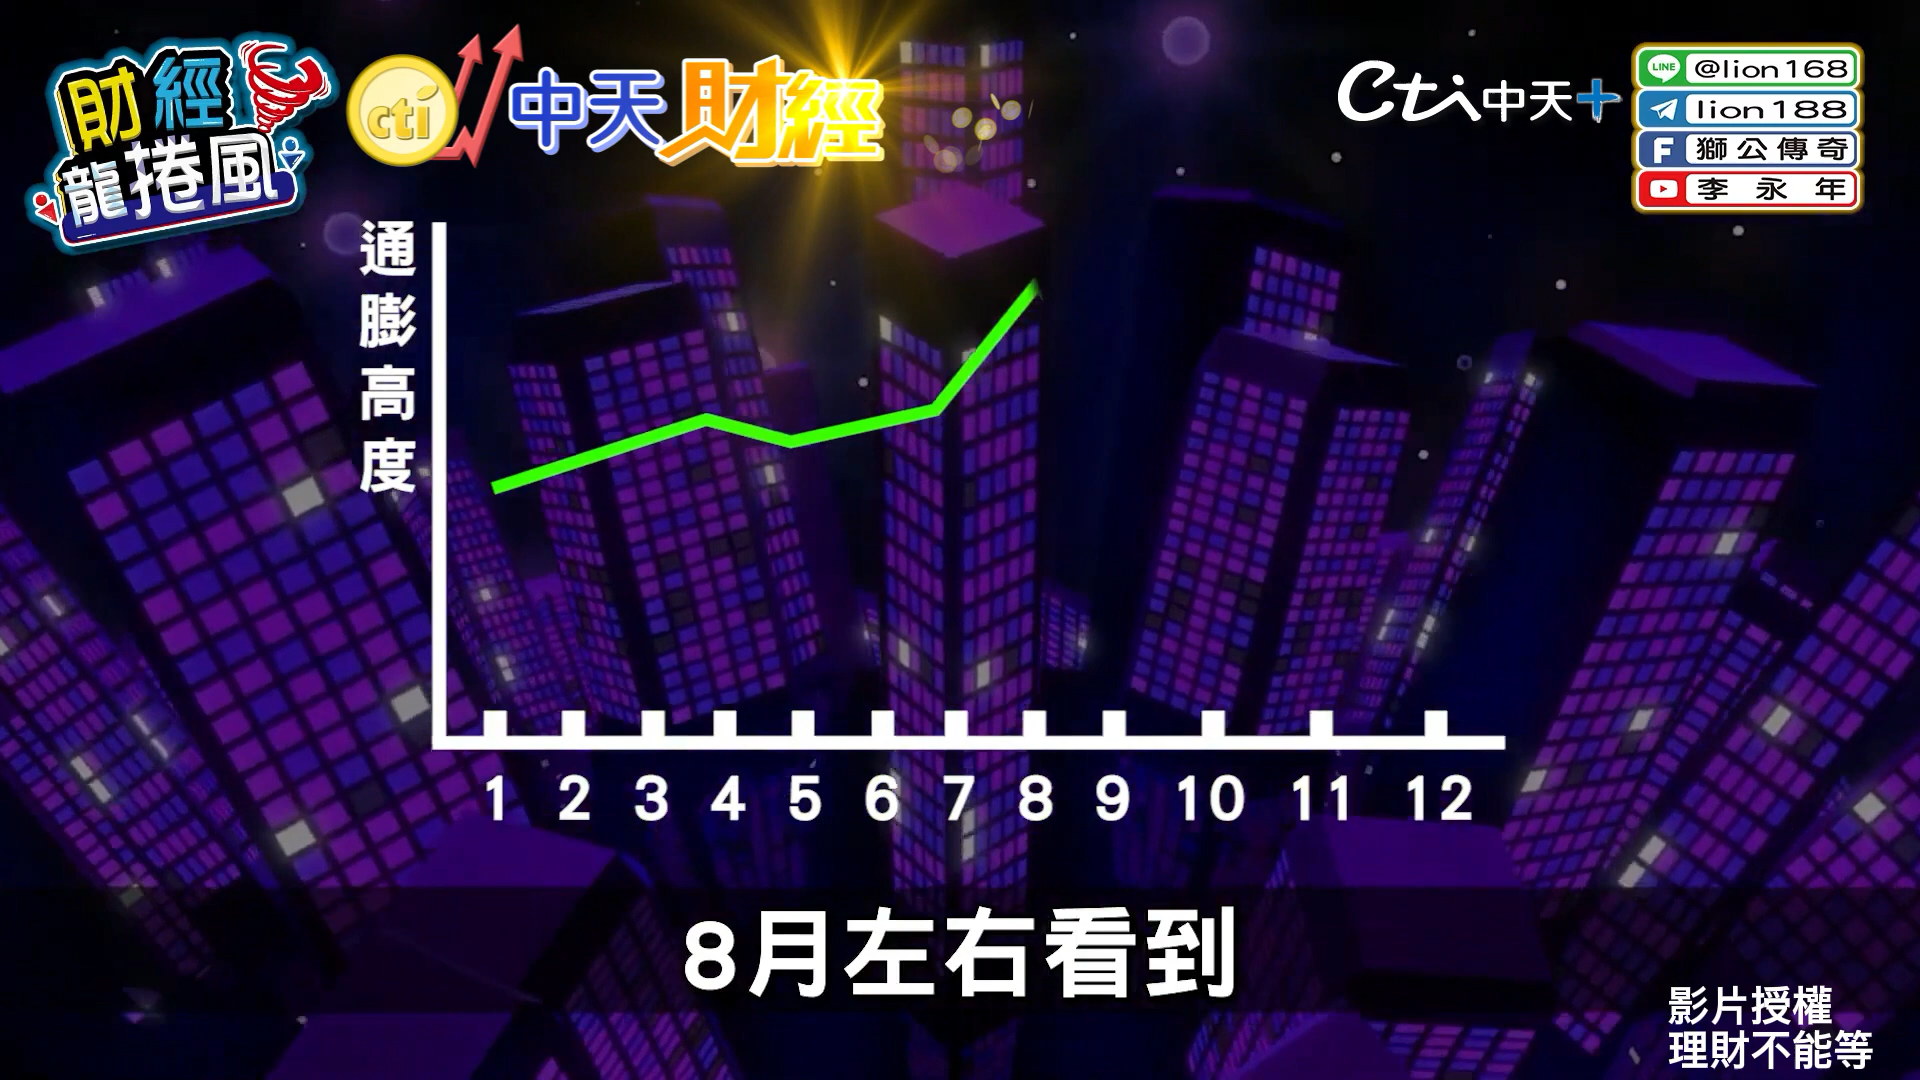 財經
龍捲風
cti
中天財經
cti中天+
LINE @lion168
lion188
F 獅公傳奇
李永年
通膨高度
1 2 3 4 5 6 7 8 9 10 11 12
8月左右看到
影片授權
理財不能等